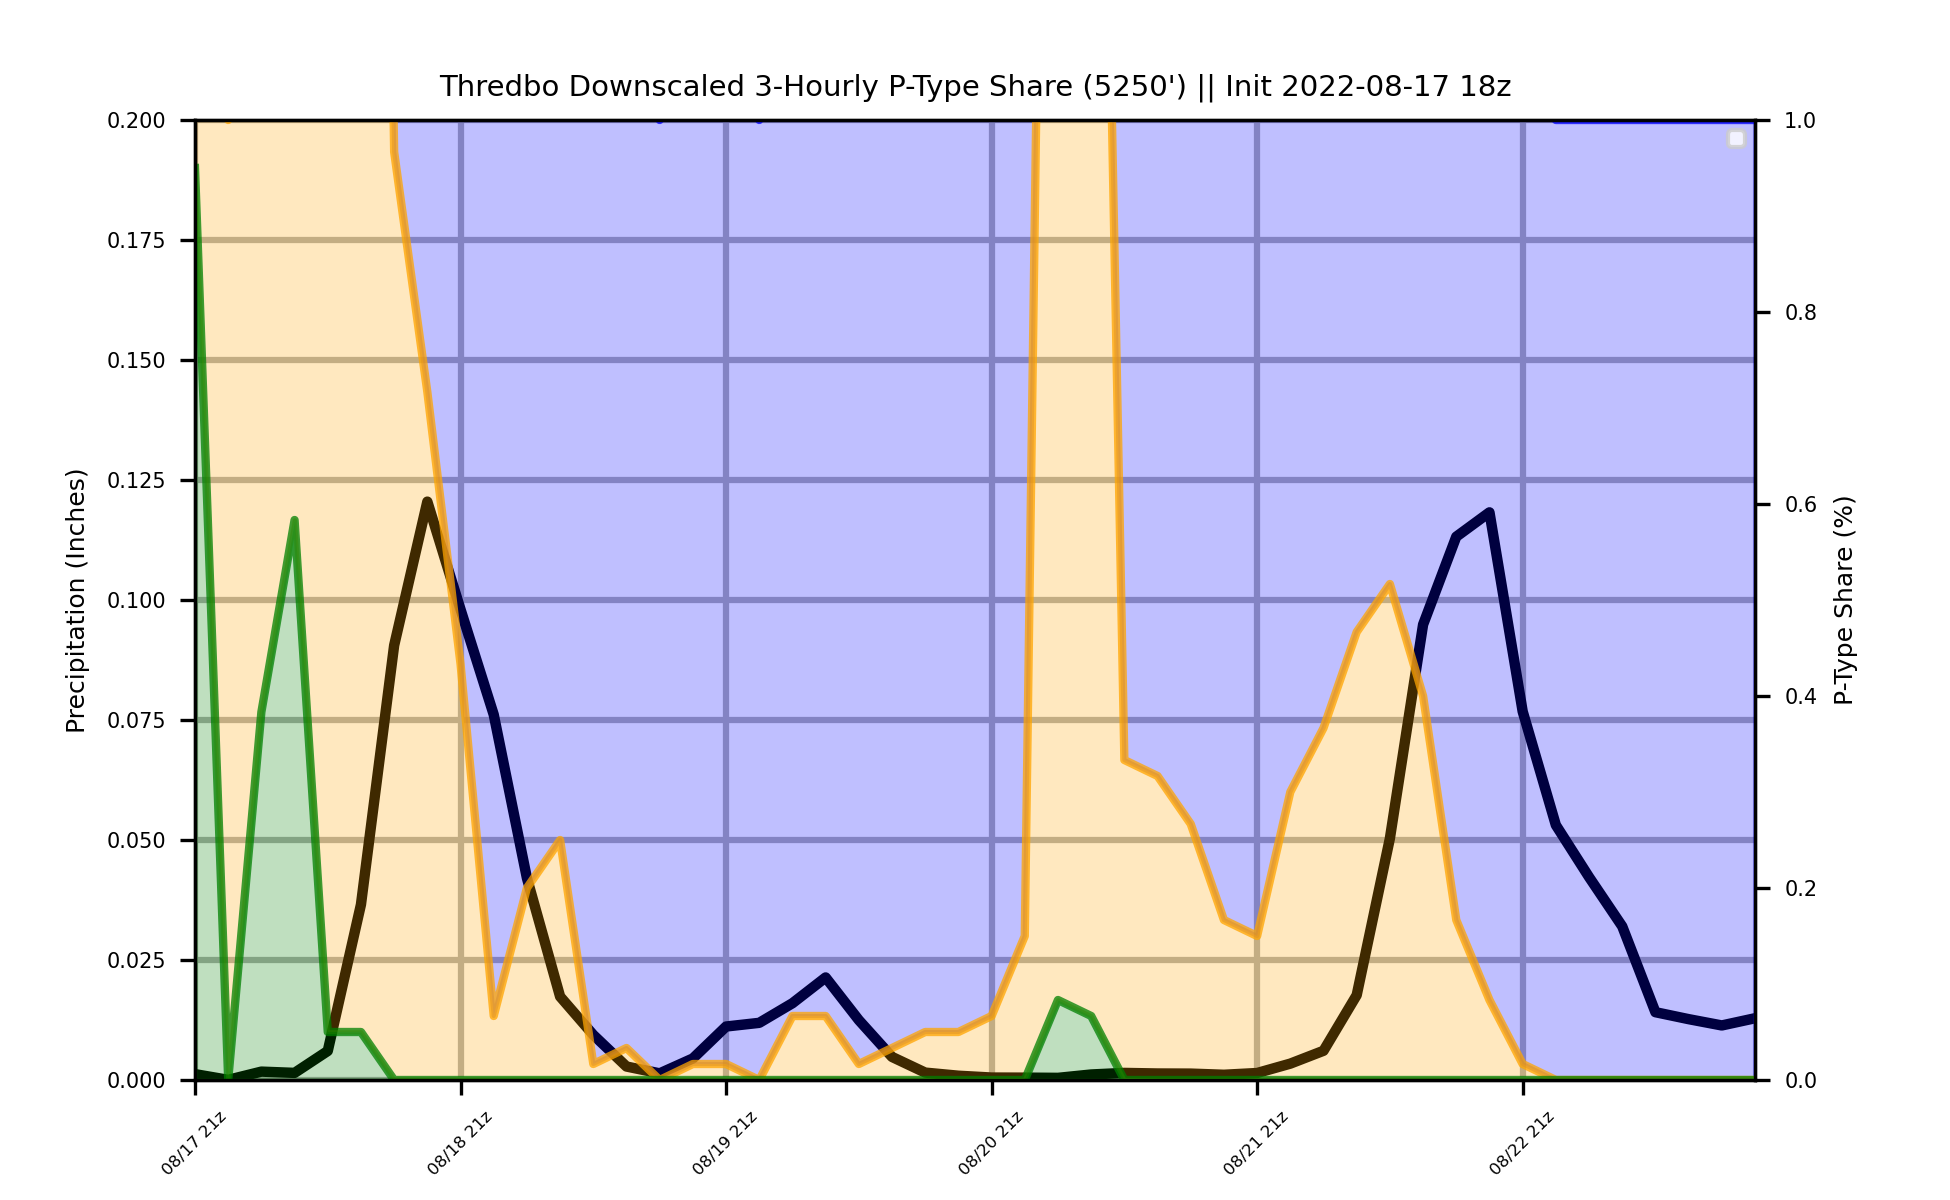 Thredbo Downscaled 3-Hourly P-Type Share (5250') || Init 2022-08-17 18z
0.200
0.175
0.150
0.125
0.100
0.075
0.050
0.025
0.000
Precipitation (Inches)
1.0
0.8
0.6
0.4
0.2
0.0
P-Type Share (%)
08/17 21z
08/18 21z
08/19 21z
08/20 21z
08/21 21z
08/22 21z